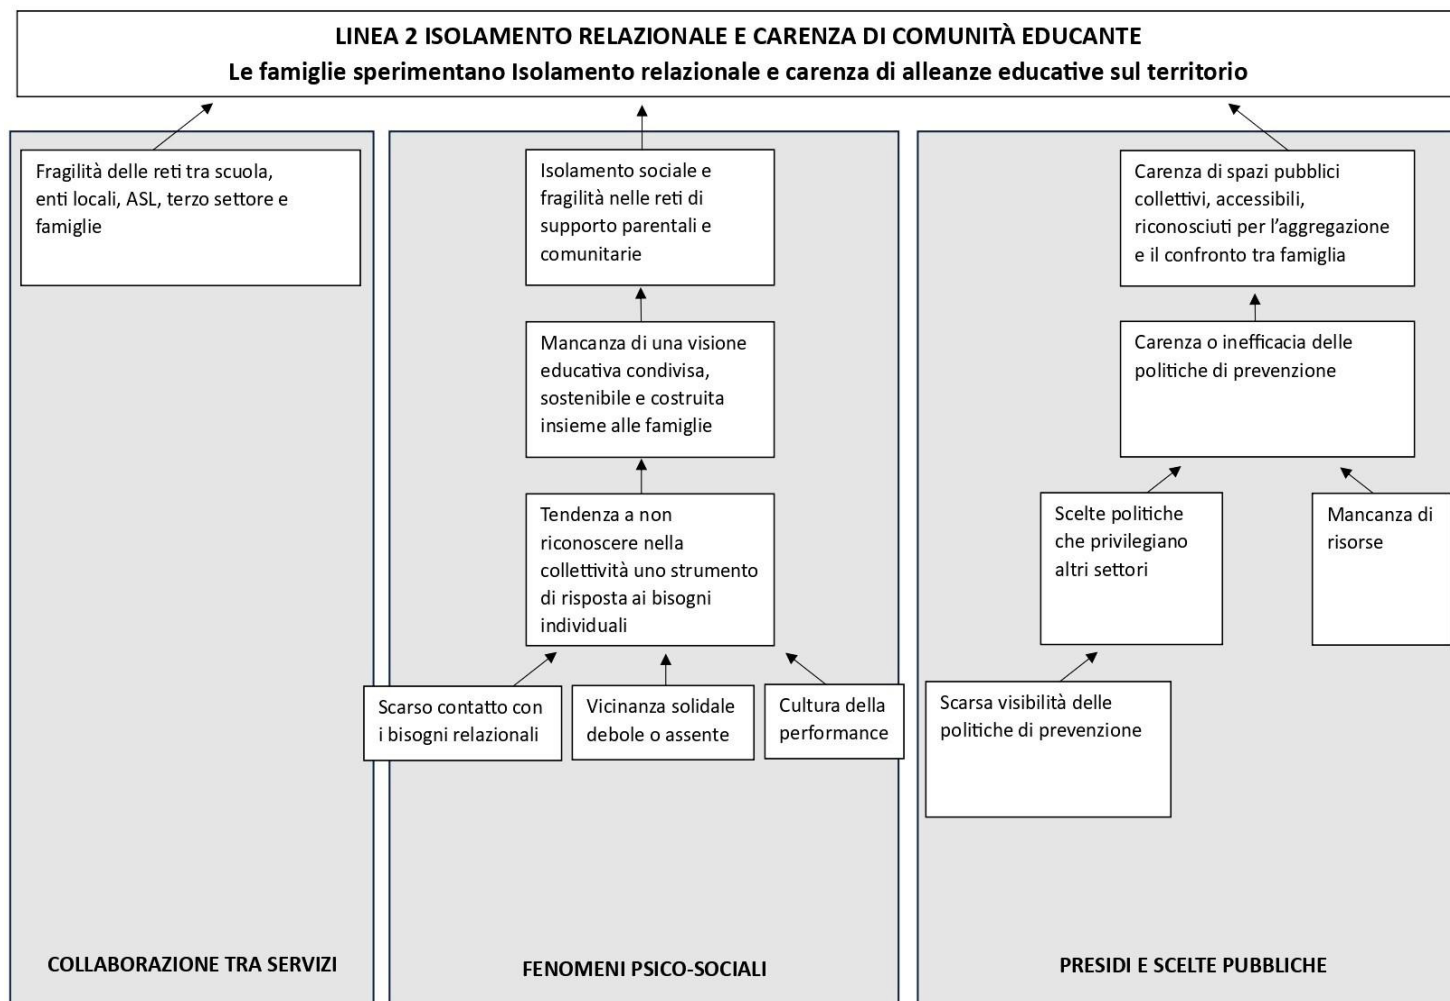 LINEA 2 ISOLAMENTO RELAZIONALE E CARENZA DI COMUNITÀ EDUCANTE
Le famiglie sperimentano Isolamento relazionale e carenza di alleanze educative sul territorio
Fragilità delle reti tra scuola,
enti locali, ASL, terzo settore e
famiglie
COLLABORAZIONE TRA SERVIZI
Isolamento sociale e
fragilità nelle reti di
supporto parentali e
comunitarie
Mancanza di una visione
educativa condivisa,
sostenibile e costruita
insieme alle famiglie
Tendenza a non
riconoscere nella
collettività uno strumento
di risposta ai bisogni
individuali
Scarso contatto con
i bisogni relazionali
Vicinanza solidale
debole o assente
Cultura della
performance
FENOMENI PSICO-SOCIALI
Carenza di spazi pubblici
collettivi, accessibili,
riconosciuti per l’aggregazione
e il confronto tra famiglia
Carenza o inefficacia delle
politiche di prevenzione
Scelte politiche
che privilegiano
altri settori
Mancanza di
risorse
Scarsa visibilità delle
politiche di prevenzione
PRESIDI E SCELTE PUBBLICHE